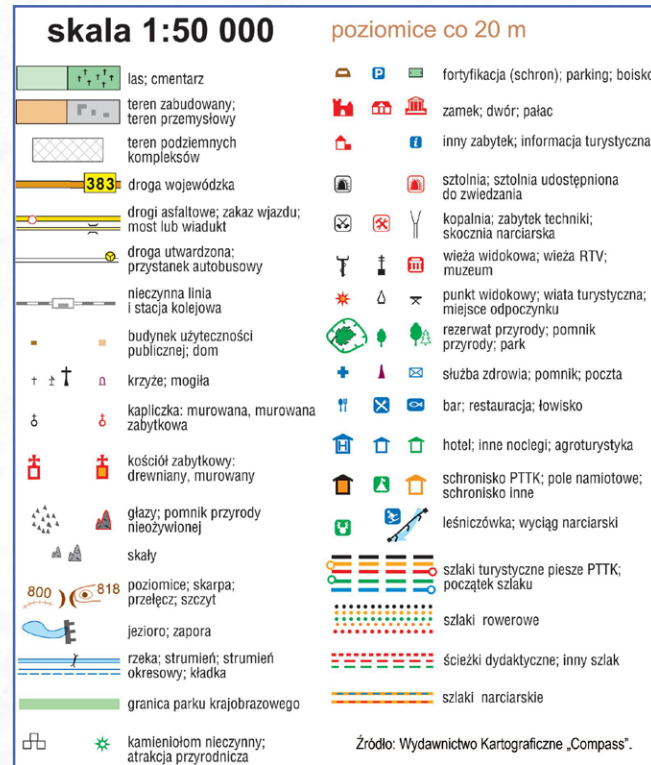 skala 1:50 000
las; cmentarz
teren zabudowany;
teren przemysłowy
teren podziemnych
kompleksów
383
droga wojewódzka
drogi asfaltowe; zakaz wjazdu;
most lub wiadukt
droga utwardzona;
przystanek autobusowy
nieczynna linia
i stacja kolejowa
budynek użyteczności
publicznej; dom
krzyże; mogiła
kapliczka: murowana, murowana
zabytkowa
kościół zabytkowy:
drewniany, murowany
głazy; pomnik przyrody
nieożywionej
skały
800
818
poziomice; skarpa;
przełęcz; szczyt
jezioro; zapora
rzeka; strumień; strumień
okresowy; kładka
granica parku krajobrazowego
kamieniołom nieczynny;
atrakcja przyrodnicza
poziomice co 20 m
P
fortyfikacja (schron); parking; boisko
zamek; dwór; pałac
i
inny zabytek; informacja turystyczna
sztolnia; sztolnia udostępniona
do zwiedzania
kopalnia; zabytek techniki;
skocznia narciarska
wieża widokowa; wieża RTV;
muzeum
punkt widokowy; wiata turystyczna;
miejsce odpoczynku
rezerwat przyrody; pomnik
przyrody; park
służba zdrowia; pomnik; poczta
bar; restauracja; łowisko
H
hotel; inne noclegi; agroturystyka
schronisko PTTK; pole namiotowe;
schronisko inne
leśniczówka; wyciąg narciarski
szlaki turystyczne piesze PTTK;
początek szlaku
szlaki rowerowe
ścieżki dydaktyczne; inny szlak
szlaki narciarskie
Źródło: Wydawnictwo Kartograficzne „Compass”.